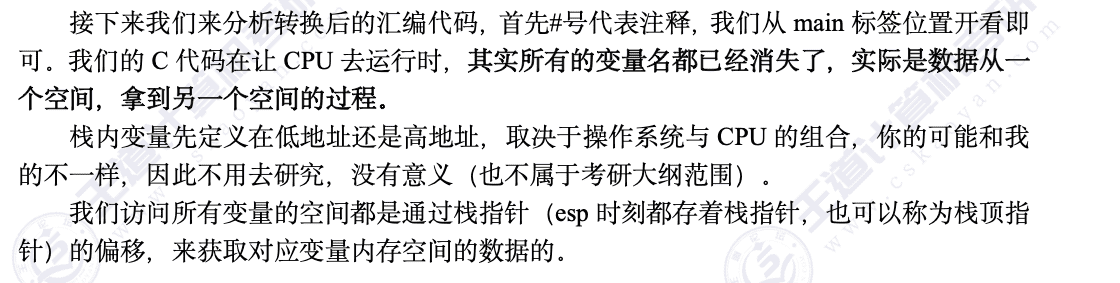 接下来我们来分析转换后的汇编代码，首先#号代表注释，我们从 main 标签位置开看即
可。我们的 C 代码在让 CPU 去运行时，其实所有的变量名都已经消失了，实际是数据从一
个空间，拿到另一个空间的过程。
栈内变量先定义在低地址还是高地址，取决于操作系统与 CPU 的组合，你的可能和我
的不一样，因此不用去研究，没有意义（也不属于考研大纲范围）。
我们访问所有变量的空间都是通过栈指针（esp 时刻都存着栈指针，也可以称为栈顶指
针）的偏移，来获取对应变量内存空间的数据的。